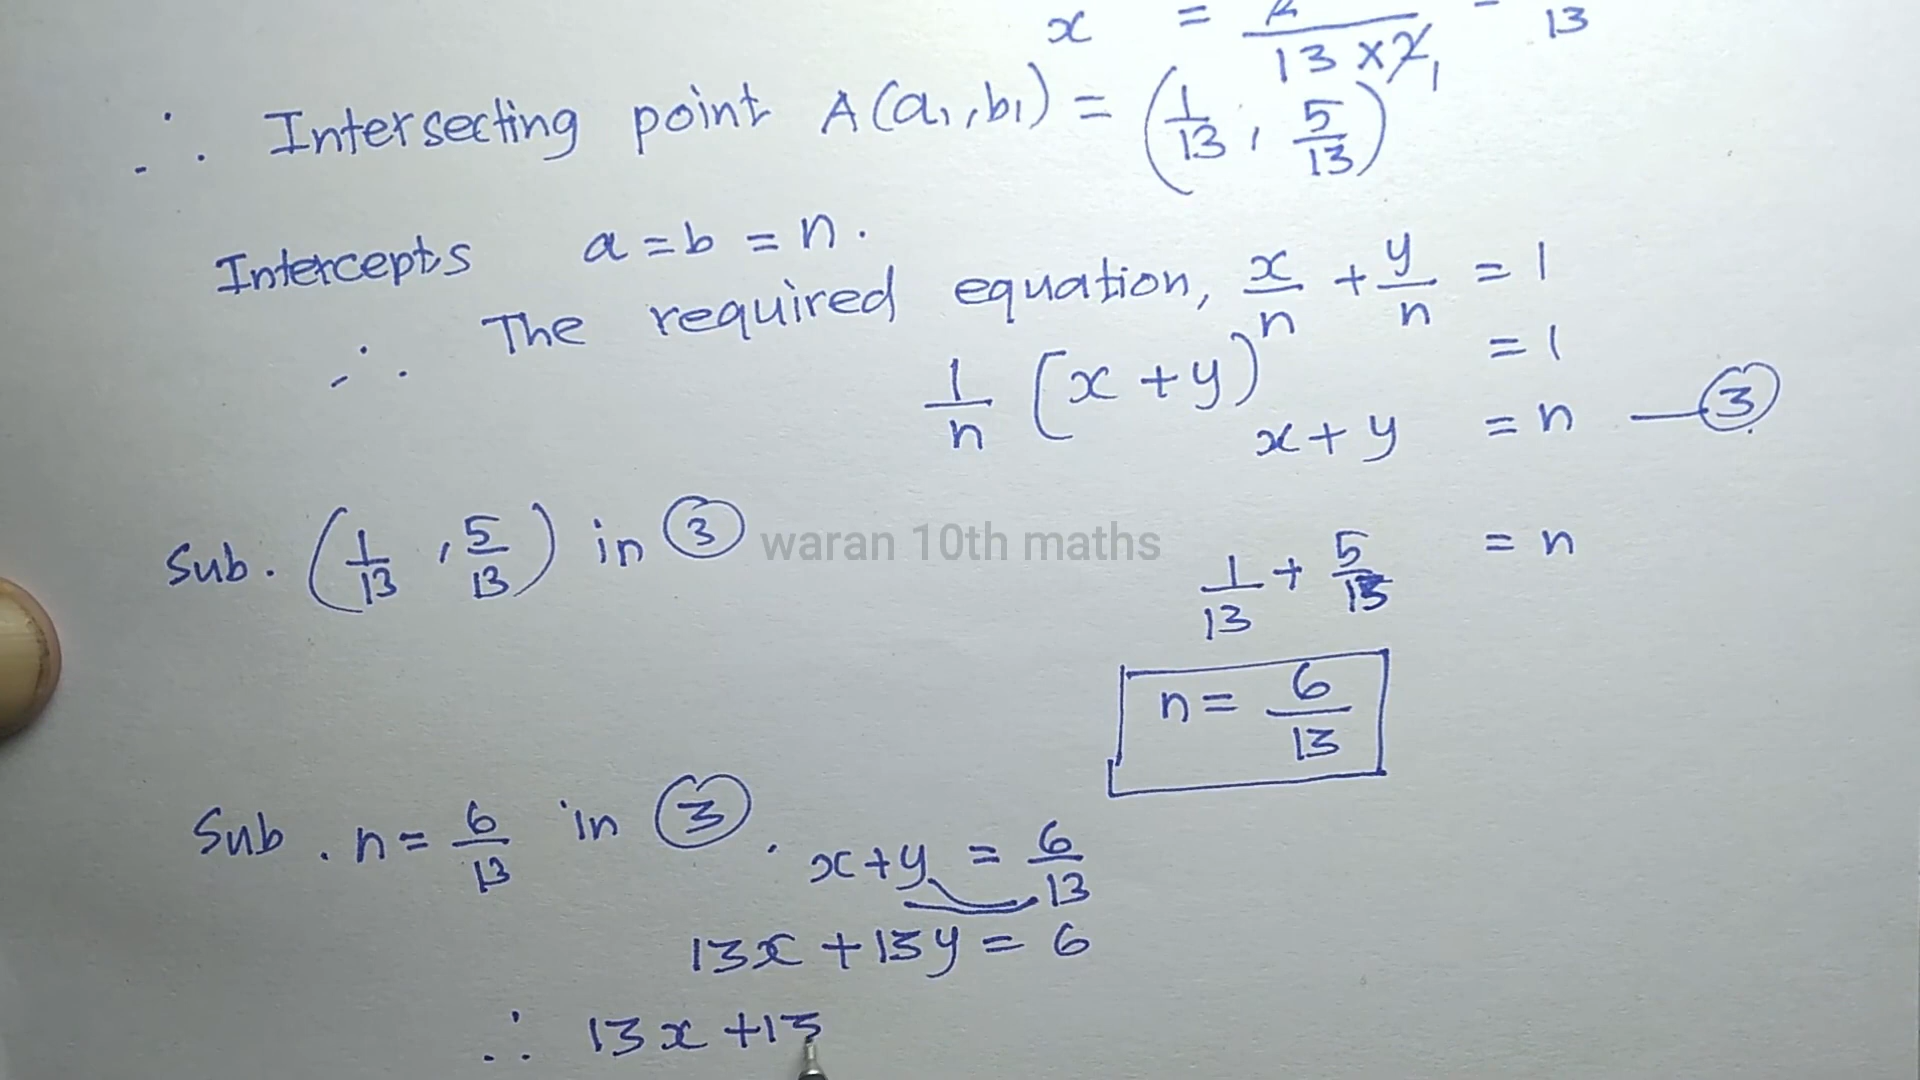 x = 2/(13 × 2) 1 = 13
∴ Intersecting point A(a₁, b₁) = (1/13, 5/13)
Intercepts a = b = n.
∴ The required equation, x/n + y/n = 1
1/n (x + y) = 1
x + y = n — ③
Sub. (1/13, 5/13) in ③ 1/13 + 5/13 = n
waran 10th maths
n = 6/13
Sub. n = 6/13 in ③. x + y = 6/13
13x + 13y = 6
∴ 13x + 13